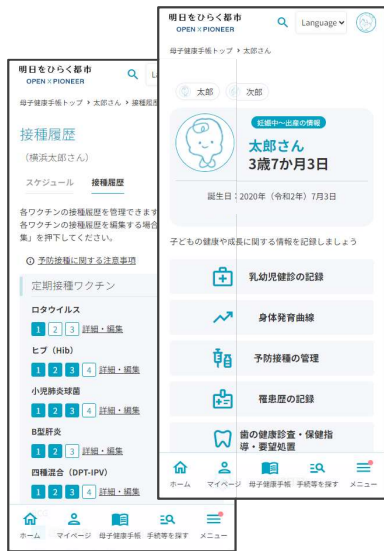 明日をひらく都市
OPEN × PIONEER
母子健康手帳トップ › 太郎さん › 接種履歴
接種履歴
（横浜太郎さん）
スケジュール 接種履歴
各ワクチンの接種履歴を管理できます
各ワクチンの接種履歴を編集する場合
集」を押下してください。
予防接種に関する注意事項
定期接種ワクチン
ロタウイルス
1 2 3 詳細・編集
ヒブ（Hib）
1 2 3 4 詳細・編集
小児肺炎球菌
1 2 3 4 詳細・編集
B型肝炎
1 2 3 詳細・編集
四種混合（DPT-IPV）
1 2 3 4 詳細・編集
ホーム マイページ 母子健康手帳 手続等を探す メニュー
明日をひらく都市
OPEN × PIONEER
Language
母子健康手帳トップ › 太郎さん
太郎 次郎
妊娠中～出産の情報
太郎さん
3歳7か月3日
誕生日：2020年（令和2年）7月3日
子どもの健康や成長に関する情報を記録しましょう
乳幼児健診の記録
身体発育曲線
予防接種の管理
罹患歴の記録
歯の健康診査・保健指
導・要望処置
ホーム マイページ 母子健康手帳 手続等を探す メニュー